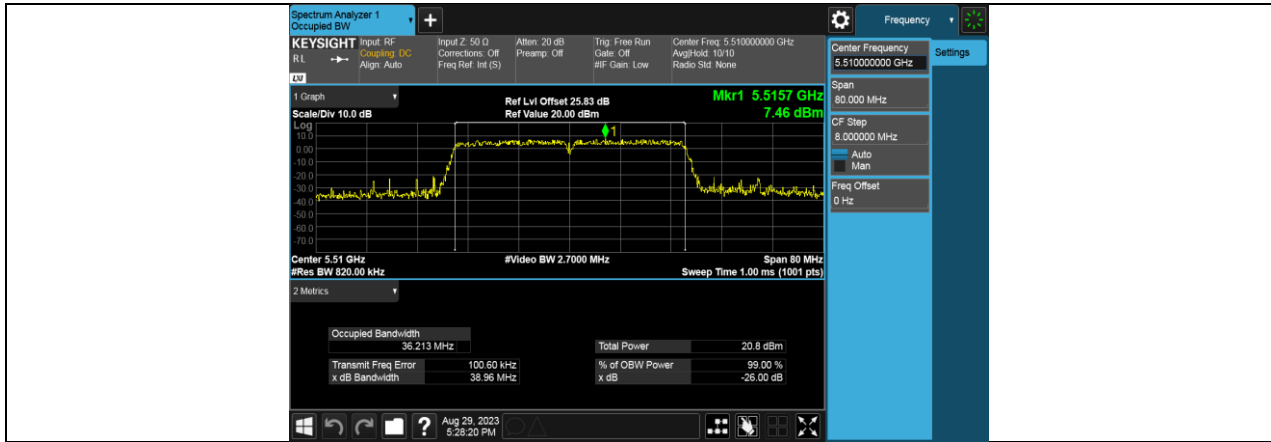 Spectrum Analyzer 1
Occupied BW
Frequency
KEYSIGHT
R L
LXI
Input: RF
Coupling: DC
Align: Auto
Input Z: 50 Ω
Corrections: Off
Freq Ref: Int (S)
Atten: 20 dB
Preamp: Off
Trig: Free Run
Gate: Off
#IF Gain: Low
Center Freq: 5.510000000 GHz
Avg|Hold: 10/10
Radio Std: None
Center Frequency
5.510000000 GHz
Settings
Span
80.000 MHz
CF Step
8.000000 MHz
Auto
Man
Freq Offset
0 Hz
1 Graph
Scale/Div 10.0 dB
Ref Lvl Offset 25.83 dB
Ref Value 20.00 dBm
Mkr1 5.5157 GHz
7.46 dBm
Log
10.0
0.00
-10.0
-20.0
-30.0
-40.0
-50.0
-60.0
-70.0
1
Center 5.51 GHz
#Res BW 820.00 kHz
#Video BW 2.7000 MHz
Span 80 MHz
Sweep Time 1.00 ms (1001 pts)
2 Metrics
Occupied Bandwidth
36.213 MHz
Transmit Freq Error 100.60 kHz
x dB Bandwidth 38.96 MHz
Total Power 20.8 dBm
% of OBW Power 99.00 %
x dB -26.00 dB
Aug 29, 2023
5:28:20 PM